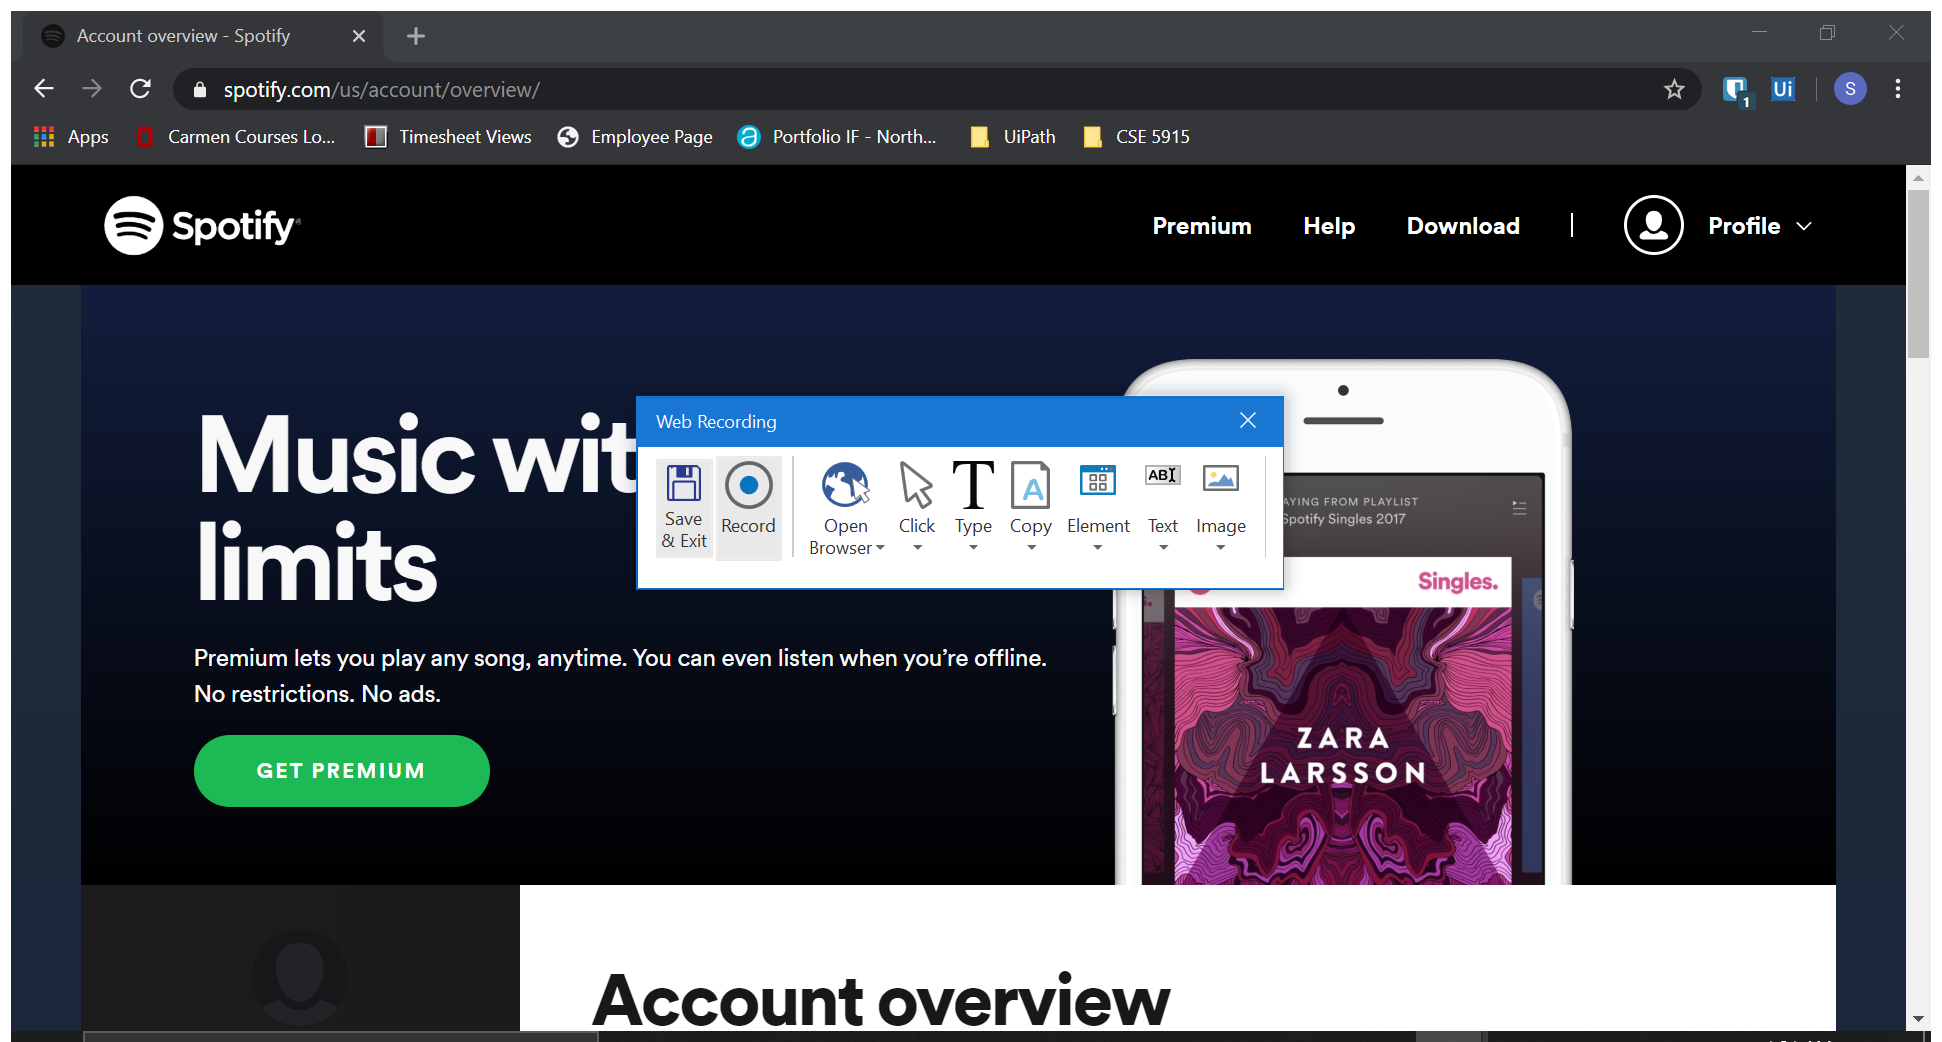 Account overview - Spotify
spotify.com/us/account/overview/
1
Ui
S
Apps
Carmen Courses Lo...
Timesheet Views
Employee Page
Portfolio IF - North...
UiPath
CSE 5915
Spotify
Premium
Help
Download
Profile
Music wit
limits
Web Recording
Save
& Exit
Record
Open
Browser
Click
T
Type
A
Copy
Element
ABI
Text
Image
AYING FROM PLAYLIST
Spotify Singles 2017
Singles.
ZARA
LARSSON
Premium lets you play any song, anytime. You can even listen when you’re offline.
No restrictions. No ads.
GET PREMIUM
Account overview